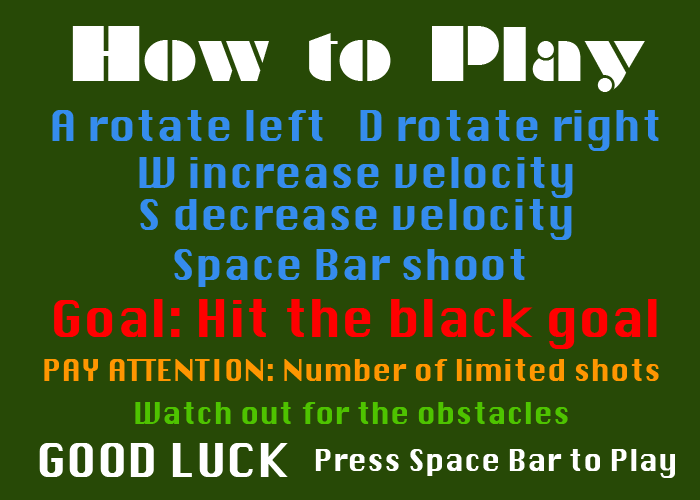 How to Play
A rotate left D rotate right
W increase velocity
S decrease velocity
Space Bar shoot
Goal: Hit the black goal
PAY ATTENTION: Number of limited shots
Watch out for the obstacles
GOOD LUCK Press Space Bar to Play